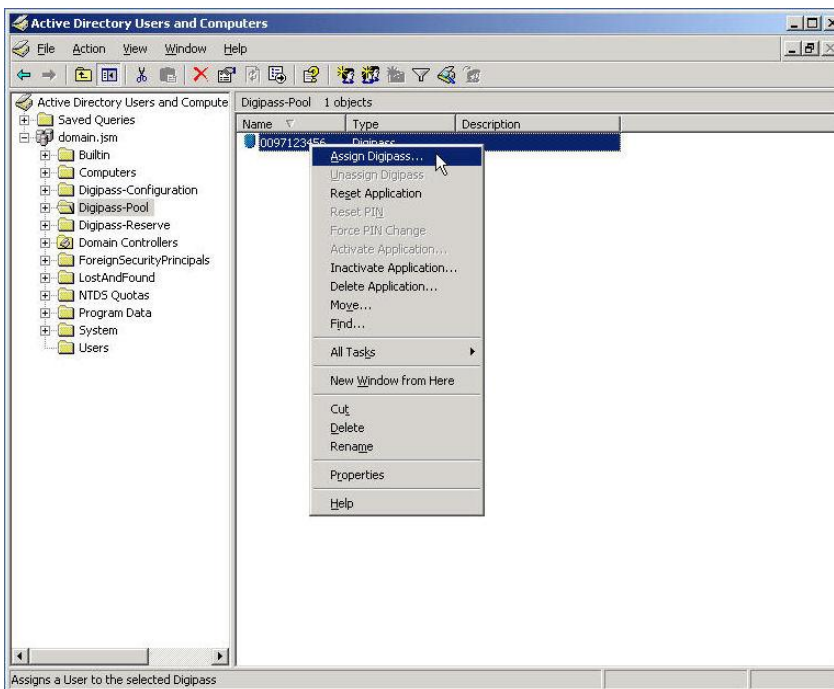 Active Directory Users and Computers
File Action View Window Help
Active Directory Users and Compute
Saved Queries
domain.jsm
Builtin
Computers
Digipass-Configuration
Digipass-Pool
Digipass-Reserve
Domain Controllers
ForeignSecurityPrincipals
LostAndFound
NTDS Quotas
Program Data
System
Users
Digipass-Pool 1 objects
Name Type Description
0097123456 Digipass
Assign Digipass...
Unassign Digipass
Reset Application
Reset PIN
Force PIN Change
Activate Application...
Inactivate Application...
Delete Application...
Move...
Find...
All Tasks
New Window from Here
Cut
Delete
Rename
Properties
Help
Assigns a User to the selected Digipass